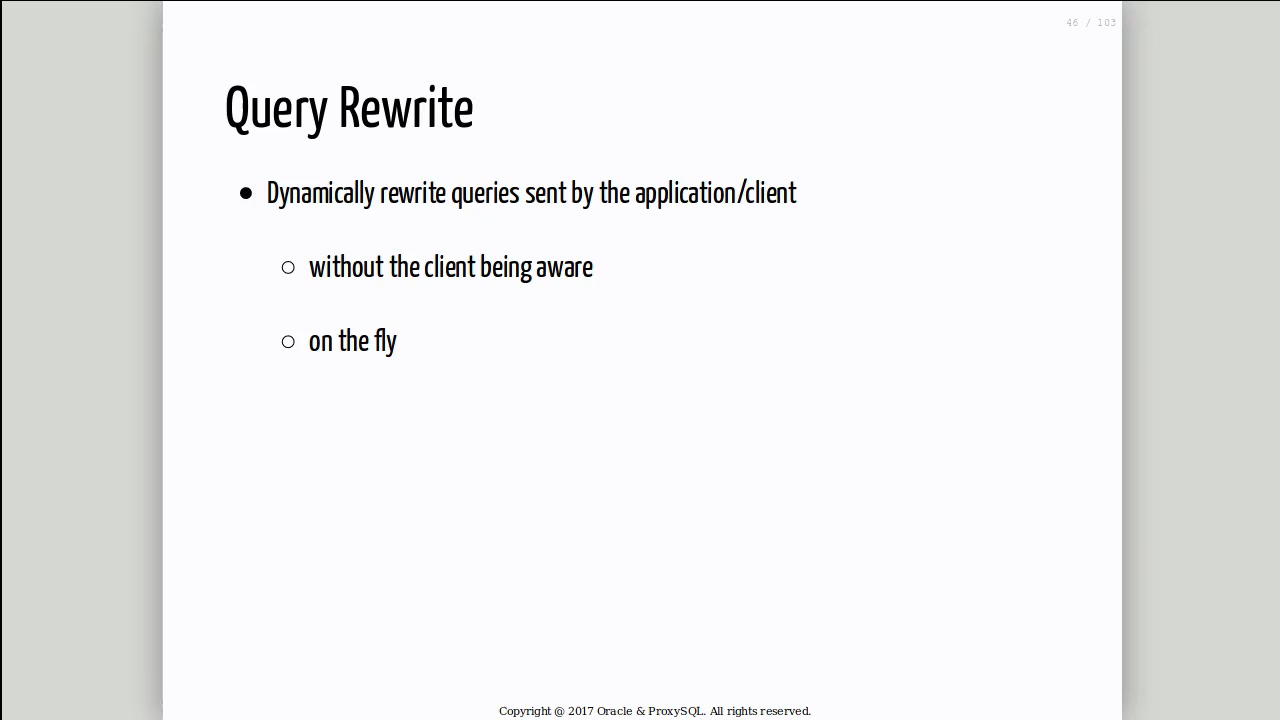 46 / 103
Query Rewrite
● Dynamically rewrite queries sent by the application/client
○ without the client being aware
○ on the fly
Copyright @ 2017 Oracle & ProxySQL. All rights reserved.